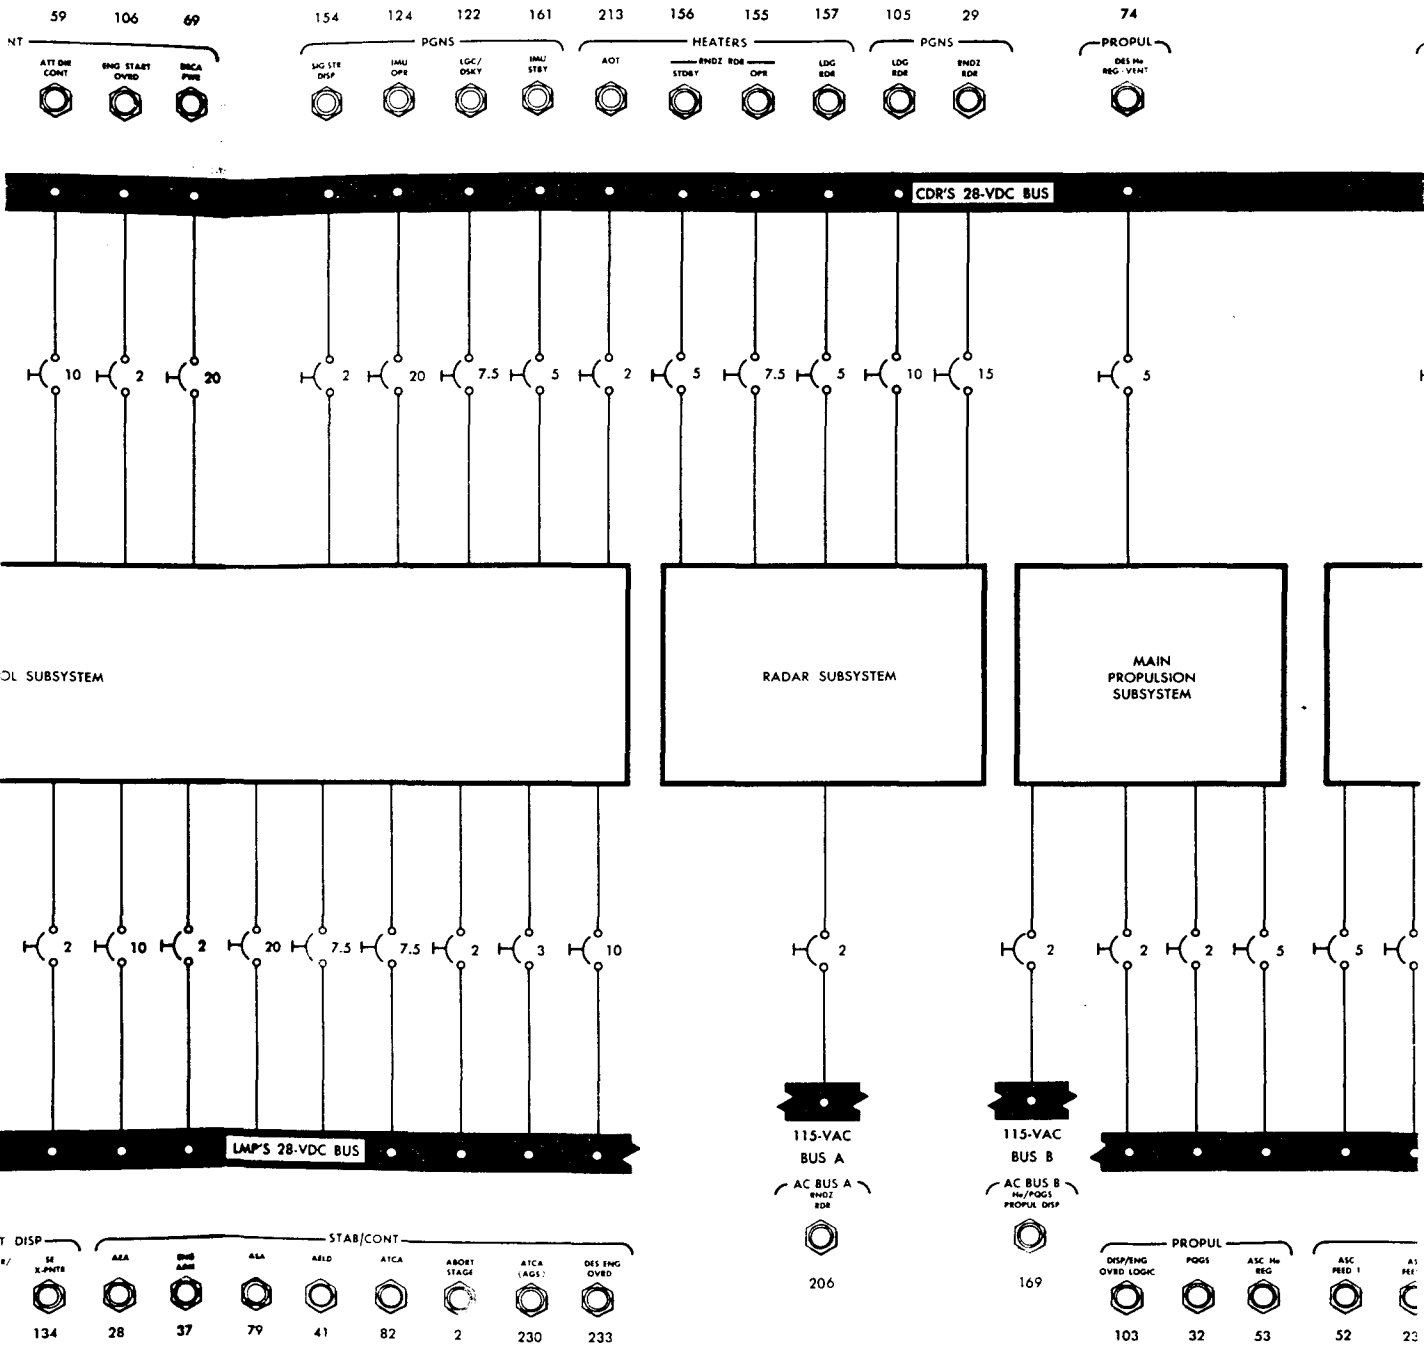 59 106 69 154 124 122 161 213 156 155 157 105 29 74
NT PGNS HEATERS PGNS PROPUL
ATT DIR CONT
ENG START OVRD
DECA PWR
SIG STR DISP
IMU OPR
LGC/ DSKY
IMU STBY
AOT
RNDZ RDR
STDBY OPR
LDG RDR
LDG RDR
RNDZ RDR
DES He REG-VENT
CDR'S 28-VDC BUS
10 2 20 2 20 7.5 5 2 5 7.5 5 10 15 5
OL SUBSYSTEM
RADAR SUBSYSTEM
MAIN
PROPULSION
SUBSYSTEM
2 10 2 20 7.5 7.5 2 3 10 2 2 2 2 5 5
LMP'S 28-VDC BUS
115-VAC
BUS A
115-VAC
BUS B
AC BUS A
RNDZ
RDR
206
AC BUS B
He/PQGS
PROPUL DISP
169
T DISP STAB/CONT PROPUL
R/
SE X-PNTR
AEA
ENG ARM
ASA
AELD
ATCA
ABORT STAGE
ATCA (AGS)
DES ENG OVRD
DISP/ENG OVRD LOGIC
PQGS
ASC He REG
ASC FEED 1
AS FEE
134 28 37 79 41 82 2 230 233 103 32 53 52 23